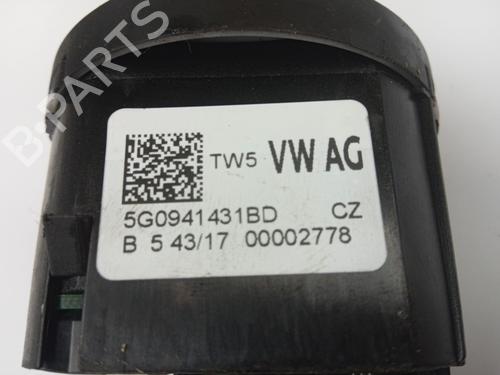 B-PARTS
TW5 VW AG
5G0941431BD CZ
B 5 43/17 00002778